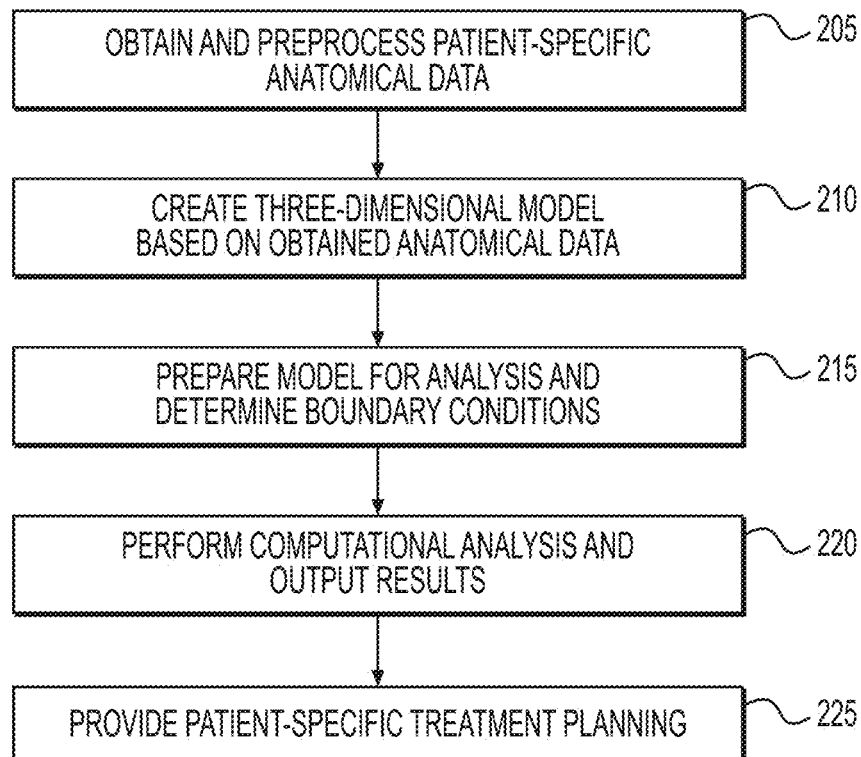 OBTAIN AND PREPROCESS PATIENT-SPECIFIC
ANATOMICAL DATA
205
CREATE THREE-DIMENSIONAL MODEL
BASED ON OBTAINED ANATOMICAL DATA
210
PREPARE MODEL FOR ANALYSIS AND
DETERMINE BOUNDARY CONDITIONS
215
PERFORM COMPUTATIONAL ANALYSIS AND
OUTPUT RESULTS
220
PROVIDE PATIENT-SPECIFIC TREATMENT PLANNING
225